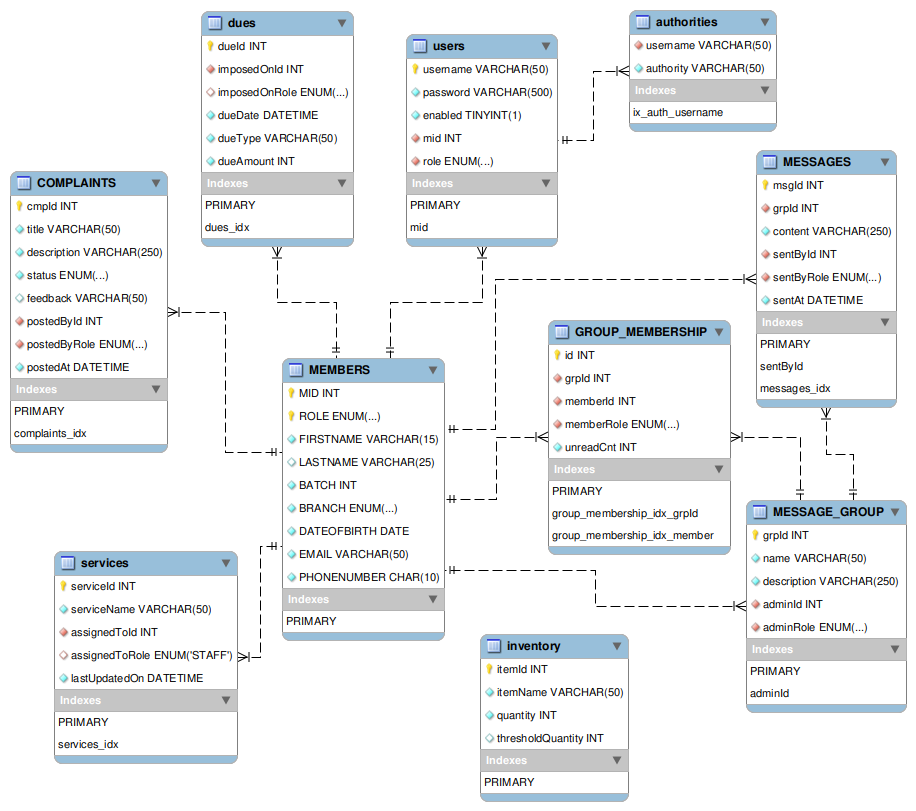 dues
dueId INT
imposedOnId INT
imposedOnRole ENUM(...)
dueDate DATETIME
dueType VARCHAR(50)
dueAmount INT
Indexes
PRIMARY
dues_idx
users
username VARCHAR(50)
password VARCHAR(500)
enabled TINYINT(1)
mid INT
role ENUM(...)
Indexes
PRIMARY
mid
authorities
username VARCHAR(50)
authority VARCHAR(50)
Indexes
ix_auth_username
COMPLAINTS
cmpId INT
title VARCHAR(50)
description VARCHAR(250)
status ENUM(...)
feedback VARCHAR(50)
postedById INT
postedByRole ENUM(...)
postedAt DATETIME
Indexes
PRIMARY
complaints_idx
MESSAGES
msgId INT
grpId INT
content VARCHAR(250)
sentById INT
sentByRole ENUM(...)
sentAt DATETIME
Indexes
PRIMARY
sentById
messages_idx
MEMBERS
MID INT
ROLE ENUM(...)
FIRSTNAME VARCHAR(15)
LASTNAME VARCHAR(25)
BATCH INT
BRANCH ENUM(...)
DATEOFBIRTH DATE
EMAIL VARCHAR(50)
PHONENUMBER CHAR(10)
Indexes
PRIMARY
GROUP_MEMBERSHIP
id INT
grpId INT
memberId INT
memberRole ENUM(...)
unreadCnt INT
Indexes
PRIMARY
group_membership_idx_grpId
group_membership_idx_member
MESSAGE_GROUP
grpId INT
name VARCHAR(50)
description VARCHAR(250)
adminId INT
adminRole ENUM(...)
Indexes
PRIMARY
adminId
services
serviceId INT
serviceName VARCHAR(50)
assignedToId INT
assignedToRole ENUM('STAFF')
lastUpdatedOn DATETIME
Indexes
PRIMARY
services_idx
inventory
itemId INT
itemName VARCHAR(50)
quantity INT
thresholdQuantity INT
Indexes
PRIMARY